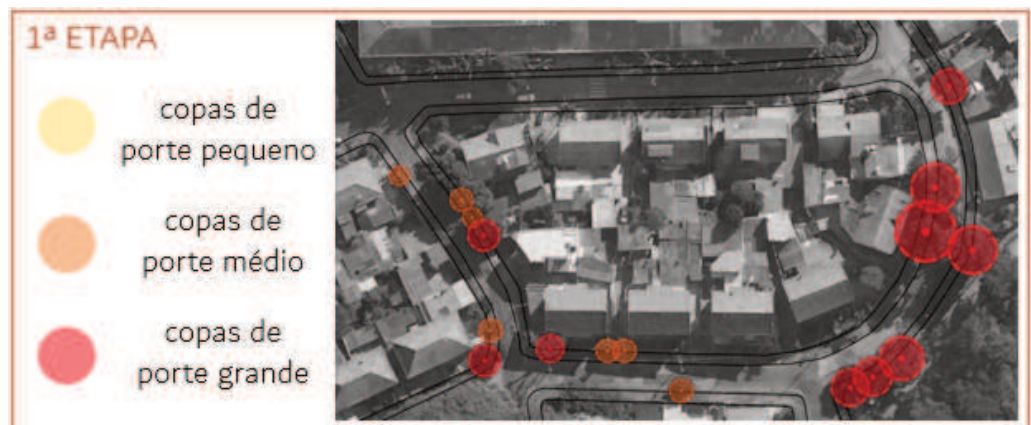 1ª ETAPA
copas de
porte pequeno
copas de
porte médio
copas de
porte grande